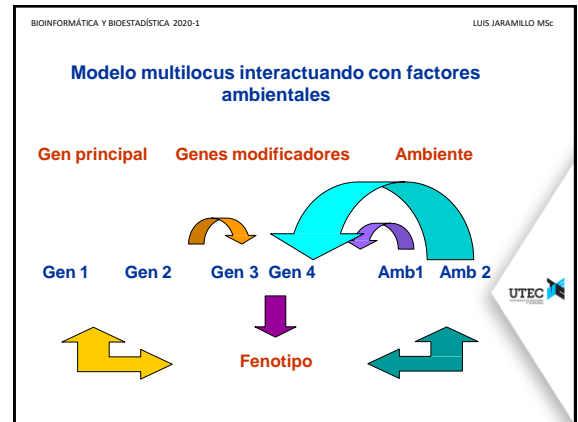 BIOINFORMÁTICA Y BIOESTADÍSTICA 2020-1 LUIS JARAMILLO MSc
Modelo multilocus interactuando con factores
ambientales
Gen principal Genes modificadores Ambiente
Gen 1 Gen 2 Gen 3 Gen 4 Amb1 Amb 2
UTEC
Fenotipo